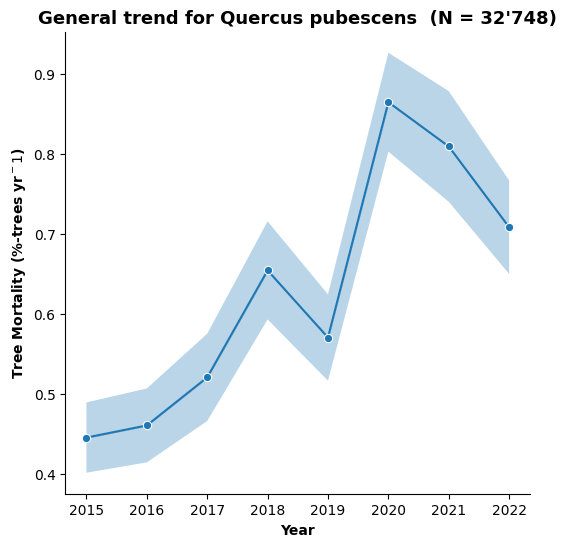 General trend for Quercus pubescens  (N = 32'748)
Tree Mortality (%-trees yr⁻1)
0.9
0.8
0.7
0.6
0.5
0.4
2015 2016 2017 2018 2019 2020 2021 2022
Year